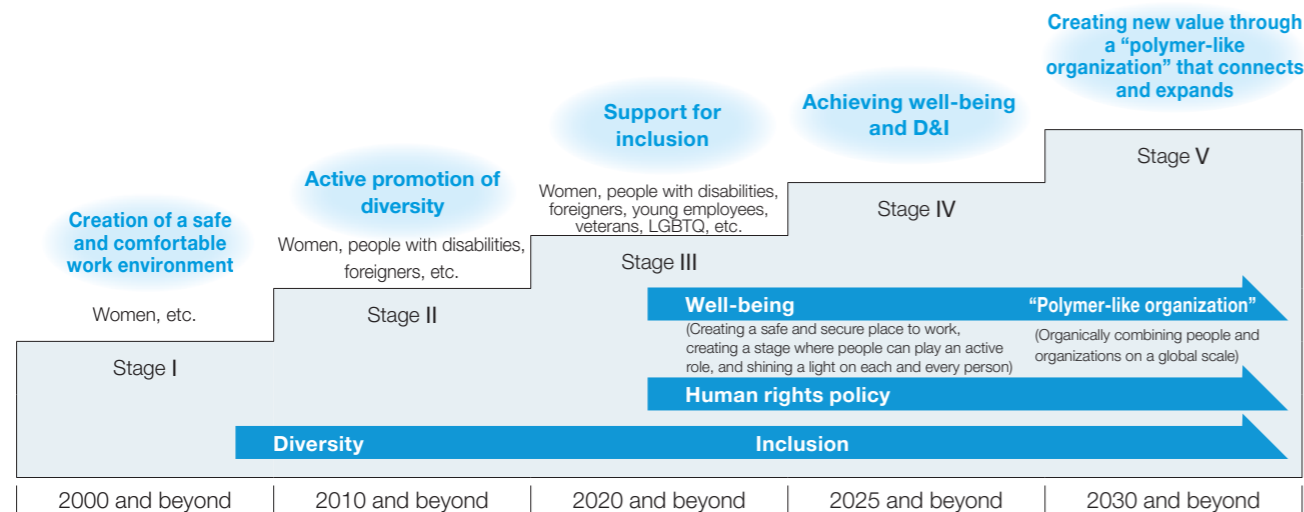 Creation of a safe
and comfortable
work environment
Women, etc.
Stage I
Active promotion of
diversity
Women, people with disabilities,
foreigners, etc.
Stage II
Support for
inclusion
Women, people with disabilities,
foreigners, young employees,
veterans, LGBTQ, etc.
Stage III
Achieving well-being
and D&I
Stage IV
Creating new value through
a “polymer-like
organization” that connects
and expands
Stage V
Well-being
(Creating a safe and secure place to work,
creating a stage where people can play an active
role, and shining a light on each and every person)
“Polymer-like organization”
(Organically combining people and
organizations on a global scale)
Human rights policy
Diversity
Inclusion
2000 and beyond
2010 and beyond
2020 and beyond
2025 and beyond
2030 and beyond